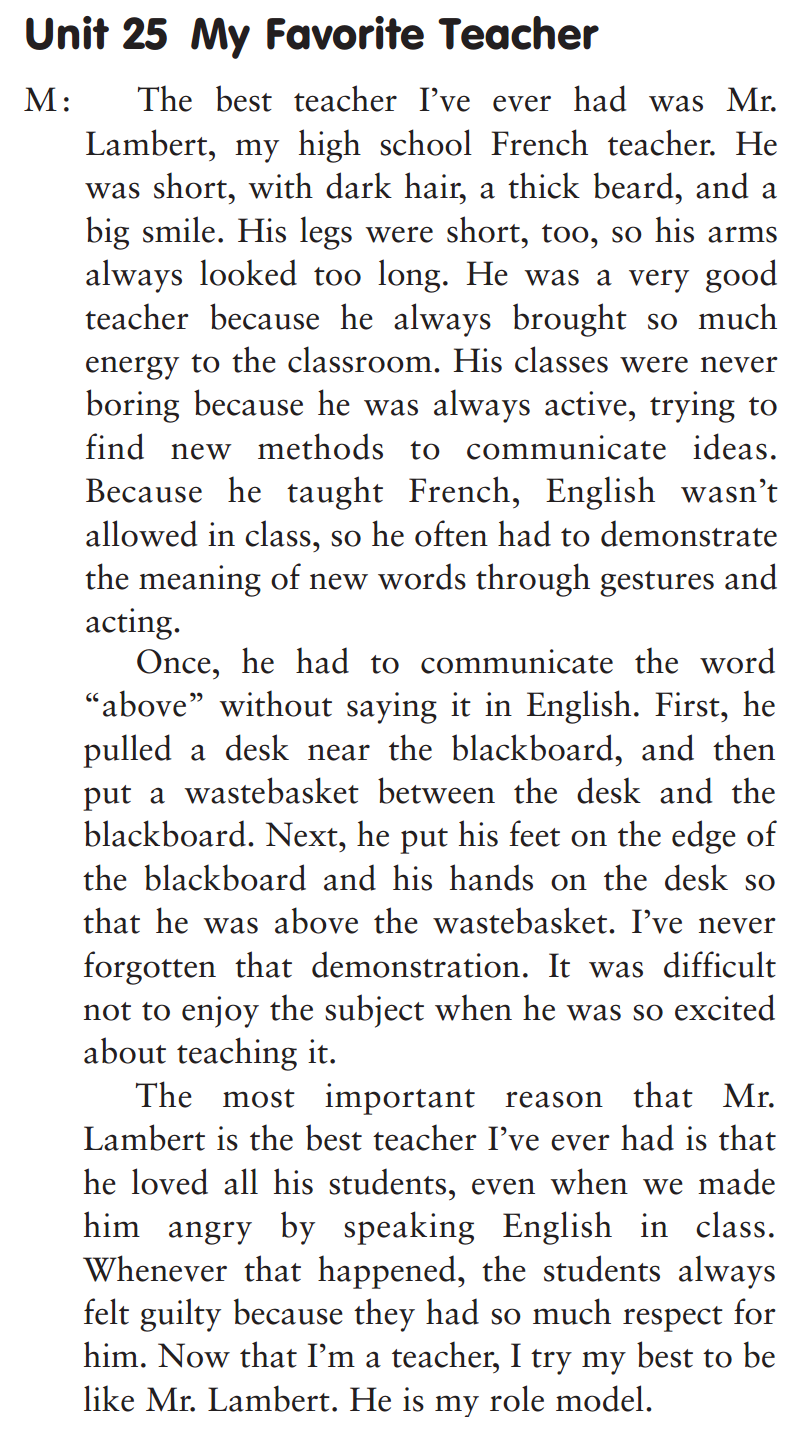 Unit 25 My Favorite Teacher
M: The best teacher I’ve ever had was Mr.
Lambert, my high school French teacher. He
was short, with dark hair, a thick beard, and a
big smile. His legs were short, too, so his arms
always looked too long. He was a very good
teacher because he always brought so much
energy to the classroom. His classes were never
boring because he was always active, trying to
find new methods to communicate ideas.
Because he taught French, English wasn’t
allowed in class, so he often had to demonstrate
the meaning of new words through gestures and
acting.
Once, he had to communicate the word
“above” without saying it in English. First, he
pulled a desk near the blackboard, and then
put a wastebasket between the desk and the
blackboard. Next, he put his feet on the edge of
the blackboard and his hands on the desk so
that he was above the wastebasket. I’ve never
forgotten that demonstration. It was difficult
not to enjoy the subject when he was so excited
about teaching it.
The most important reason that Mr.
Lambert is the best teacher I’ve ever had is that
he loved all his students, even when we made
him angry by speaking English in class.
Whenever that happened, the students always
felt guilty because they had so much respect for
him. Now that I’m a teacher, I try my best to be
like Mr. Lambert. He is my role model.